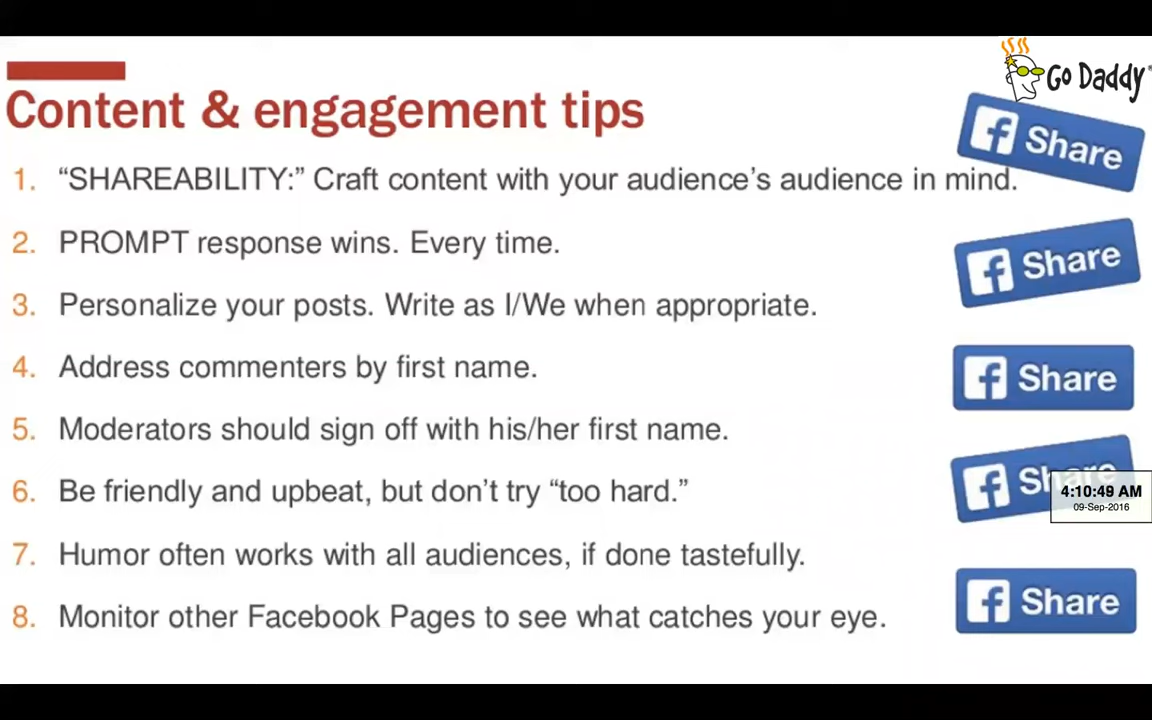 Go Daddy
Content & engagement tips
1. “SHAREABILITY:” Craft content with your audience’s audience in mind.
2. PROMPT response wins. Every time.
3. Personalize your posts. Write as I/We when appropriate.
4. Address commenters by first name.
5. Moderators should sign off with his/her first name.
6. Be friendly and upbeat, but don’t try “too hard.”
7. Humor often works with all audiences, if done tastefully.
8. Monitor other Facebook Pages to see what catches your eye.
f Share
f Share
f Share
f Share
4:10:49 AM
09-Sep-2016
f Share